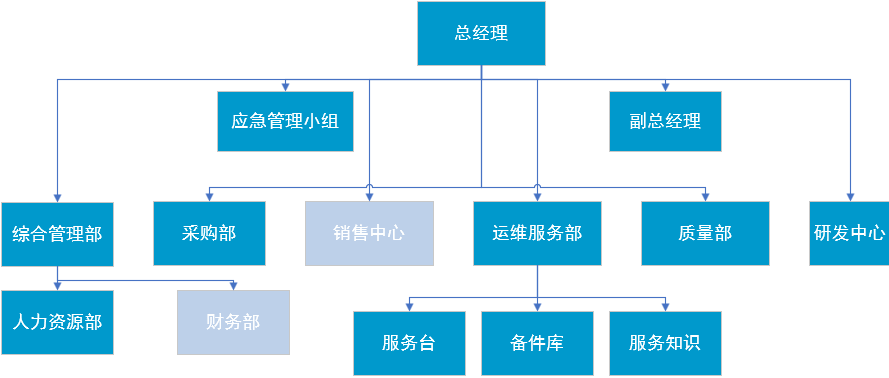 总经理
应急管理小组
副总经理
综合管理部
采购部
销售中心
运维服务部
质量部
研发中心
人力资源部
财务部
服务台
备件库
服务知识